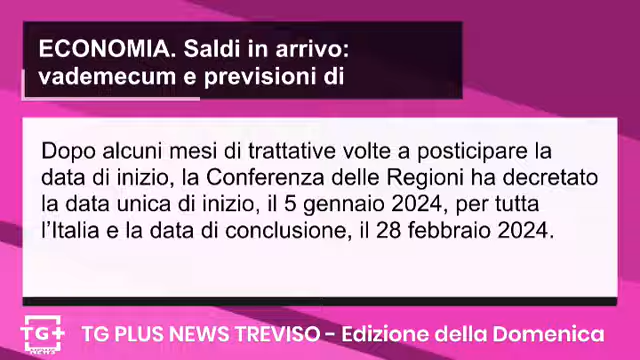 ECONOMIA. Saldi in arrivo:
vademecum e previsioni di
Dopo alcuni mesi di trattative volte a posticipare la
data di inizio, la Conferenza delle Regioni ha decretato
la data unica di inizio, il 5 gennaio 2024, per tutta
l’Italia e la data di conclusione, il 28 febbraio 2024.
TG+
NEWS
TG PLUS NEWS TREVISO - Edizione della Domenica